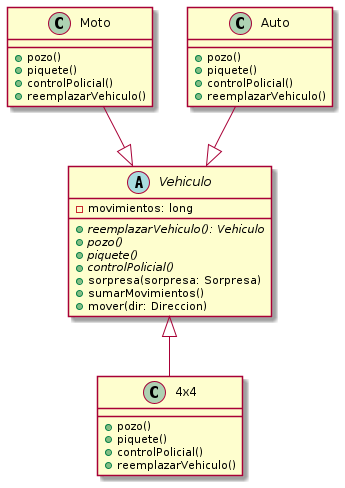 C Moto
pozo()
piquete()
controlPolicial()
reemplazarVehiculo()
C Auto
pozo()
piquete()
controlPolicial()
reemplazarVehiculo()
A Vehiculo
movimientos: long
reemplazarVehiculo(): Vehiculo
pozo()
piquete()
controlPolicial()
sorpresa(sorpresa: Sorpresa)
sumarMovimientos()
mover(dir: Direccion)
C 4x4
pozo()
piquete()
controlPolicial()
reemplazarVehiculo()